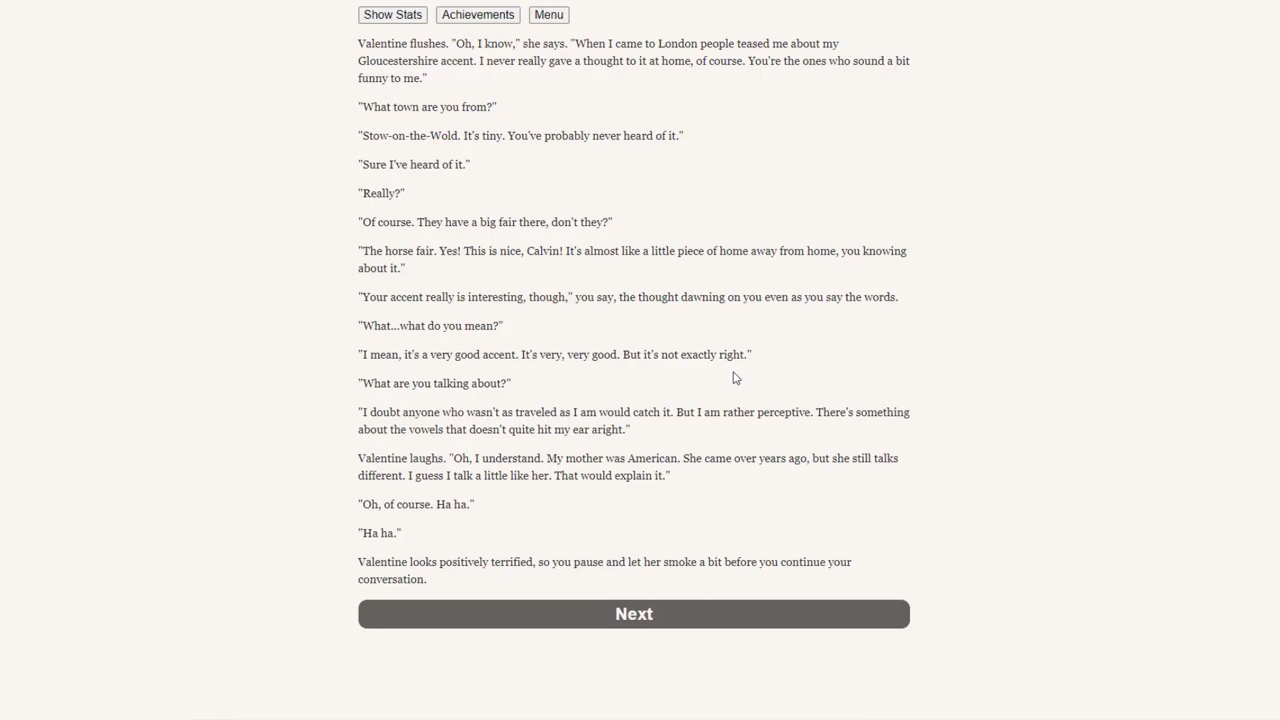 Show Stats Achievements Menu
Valentine flushes. "Oh, I know," she says. "When I came to London people teased me about my
Gloucestershire accent. I never really gave a thought to it at home, of course. You're the ones who sound a bit
funny to me."
"What town are you from?"
"Stow-on-the-Wold. It's tiny. You've probably never heard of it."
"Sure I've heard of it."
"Really?"
"Of course. They have a big fair there, don't they?"
"The horse fair. Yes! This is nice, Calvin! It's almost like a little piece of home away from home, you knowing
about it."
"Your accent really is interesting, though," you say, the thought dawning on you even as you say the words.
"What...what do you mean?"
"I mean, it's a very good accent. It's very, very good. But it's not exactly right."
"What are you talking about?"
"I doubt anyone who wasn't as traveled as I am would catch it. But I am rather perceptive. There's something
about the vowels that doesn't quite hit my ear aright."
Valentine laughs. "Oh, I understand. My mother was American. She came over years ago, but she still talks
different. I guess I talk a little like her. That would explain it."
"Oh, of course. Ha ha."
"Ha ha."
Valentine looks positively terrified, so you pause and let her smoke a bit before you continue your
conversation.
Next